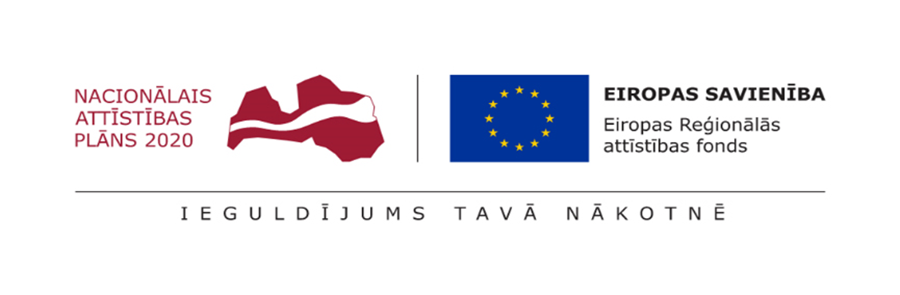 NACIONĀLAIS
ATTĪSTĪBAS
PLĀNS 2020
EIROPAS SAVIENĪBA
Eiropas Reģionālās
attīstības fonds
IEGULDĪJUMS TAVĀ NĀKOTNĒ